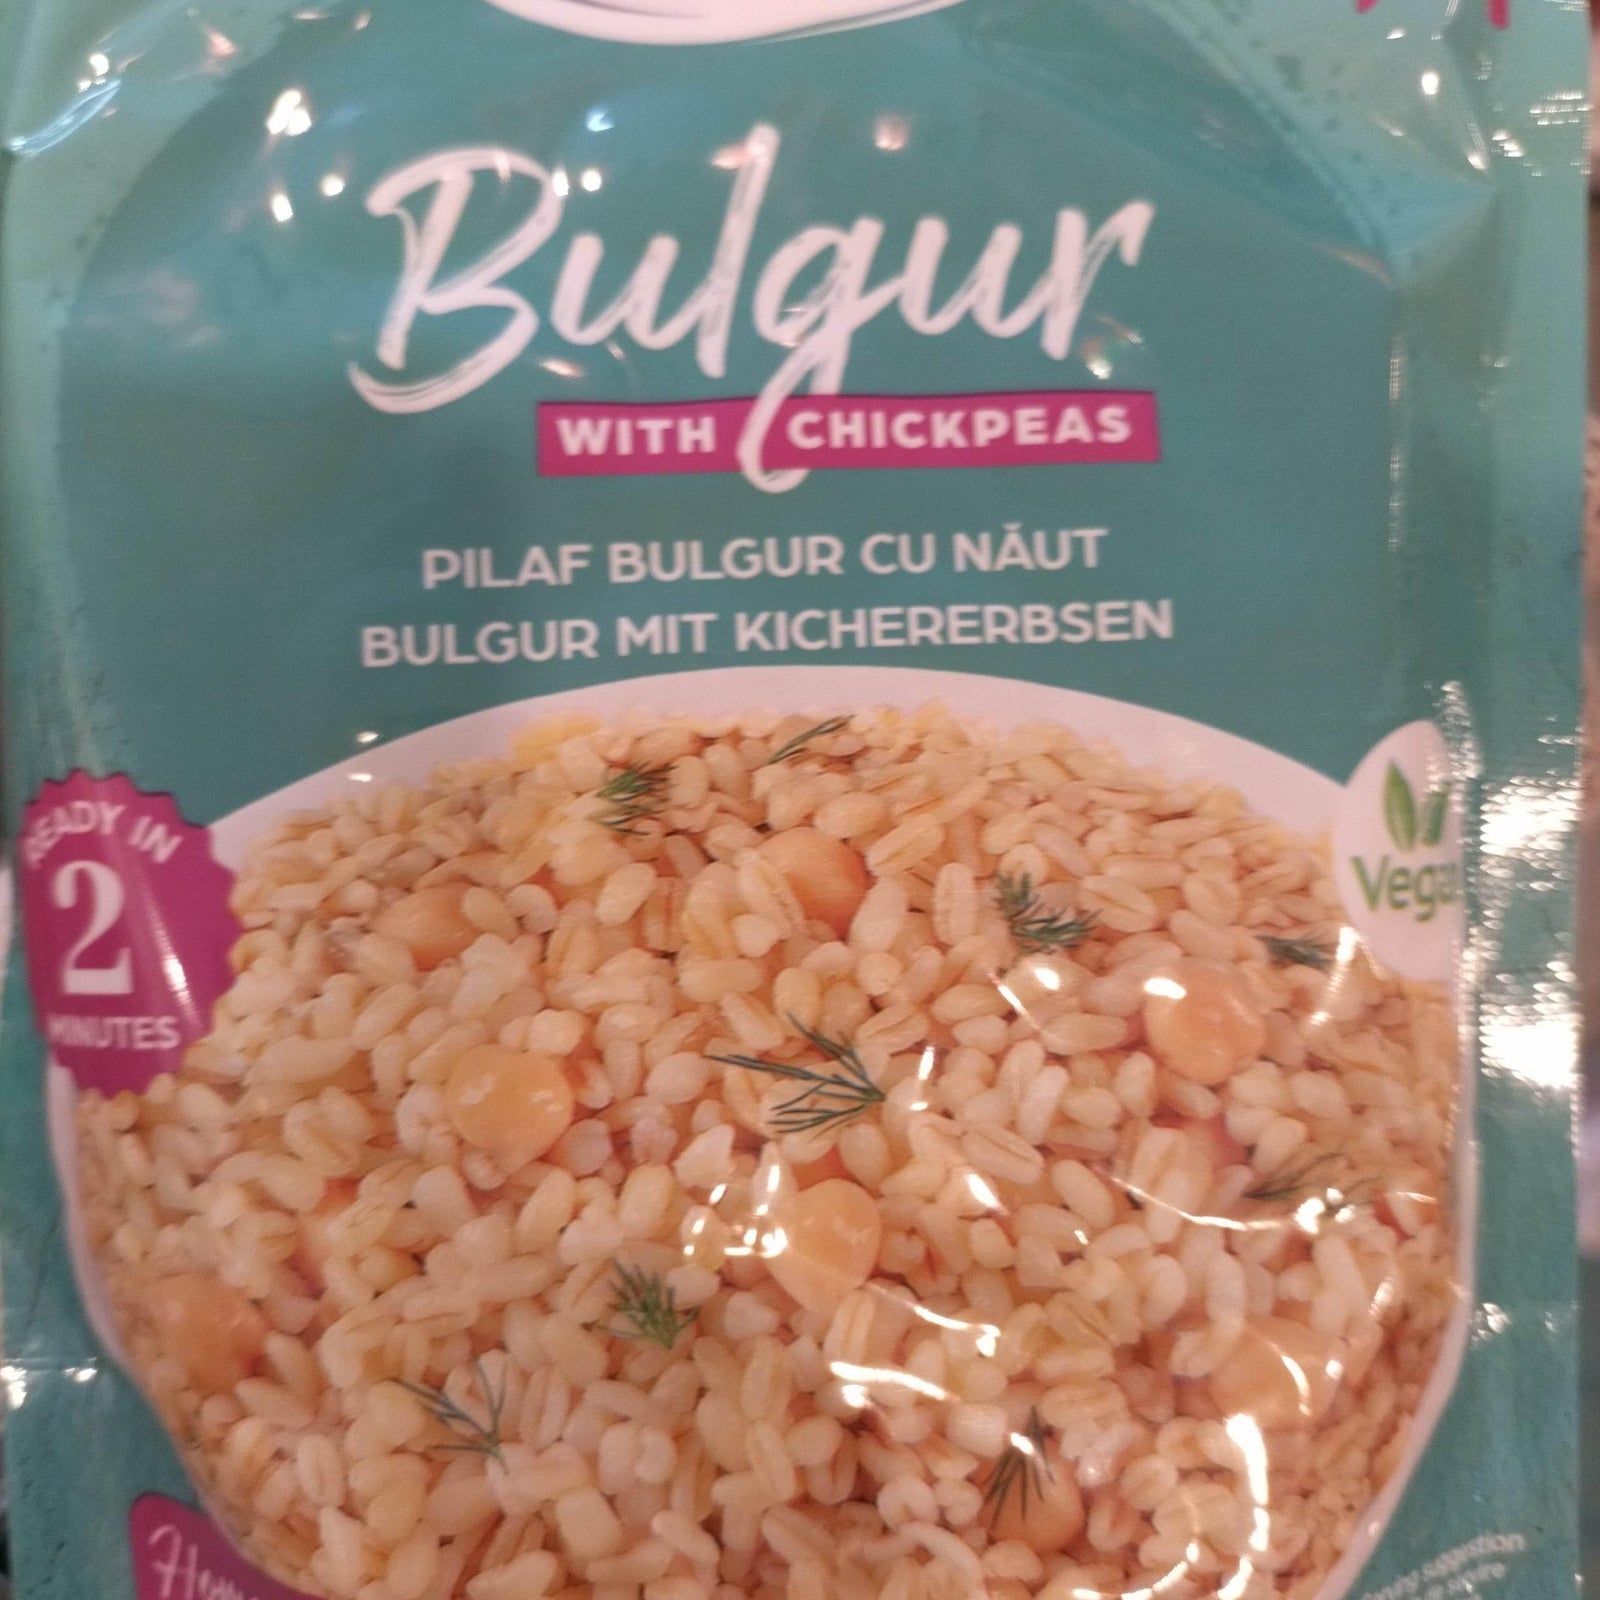 Bulgur
WITH CHICKPEAS
PILAF BULGUR CU NĂUT
BULGUR MIT KICHERERBSEN
READY IN
2
MINUTES
Vegan